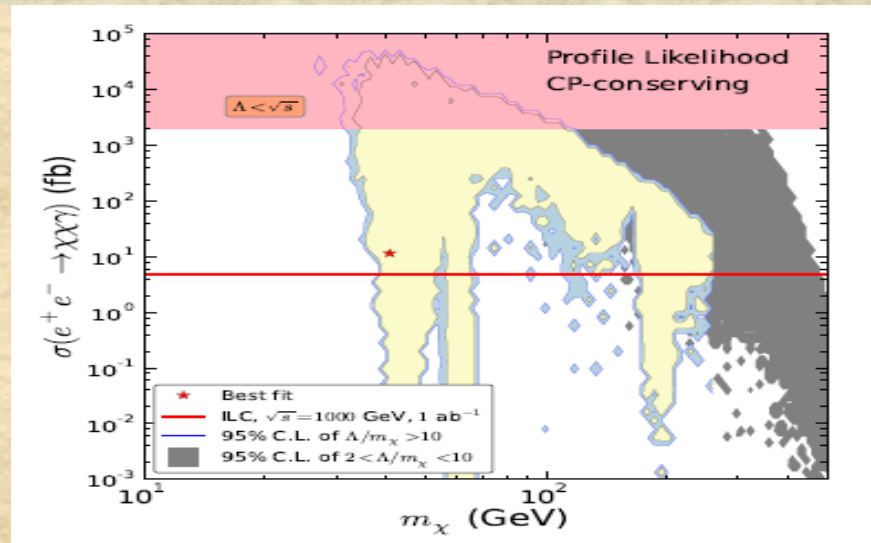 10^5
10^4
10^3
10^2
10^1
10^0
10^-1
10^-2
10^-3
σ(e^+ e^- → χχγ) (fb)
Profile Likelihood
CP-conserving
Λ < √s
★ Best fit
ILC, √s = 1000 GeV, 1 ab^-1
95% C.L. of Λ/m_χ > 10
95% C.L. of 2 < Λ/m_χ < 10
10^1
10^2
m_χ (GeV)